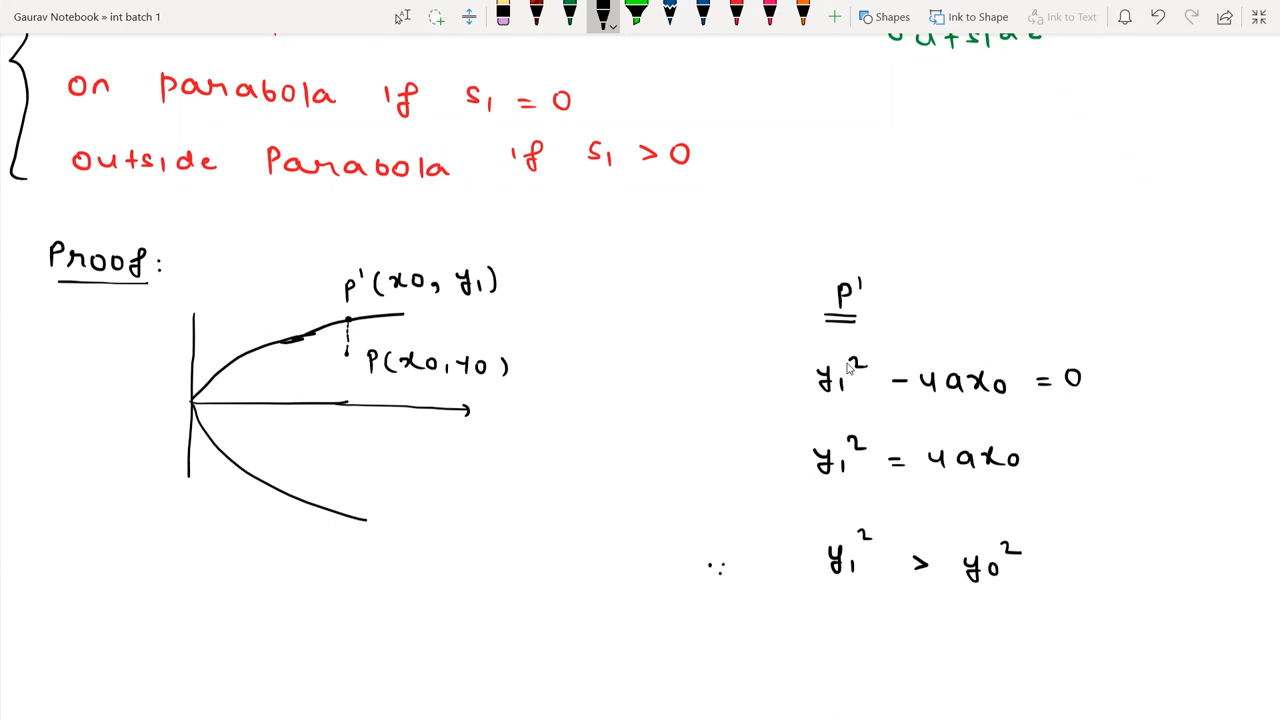 Gaurav Notebook » int batch 1
Shapes
Ink to Shape
Ink to Text
outside
on parabola if s₁ = 0
outside Parabola if s₁ > 0
Proof:
P'(x0, y₁)
P(x0, y0)
P'
y₁² - 4ax₀ = 0
y₁² = 4ax₀
∵ y₁² > y₀²